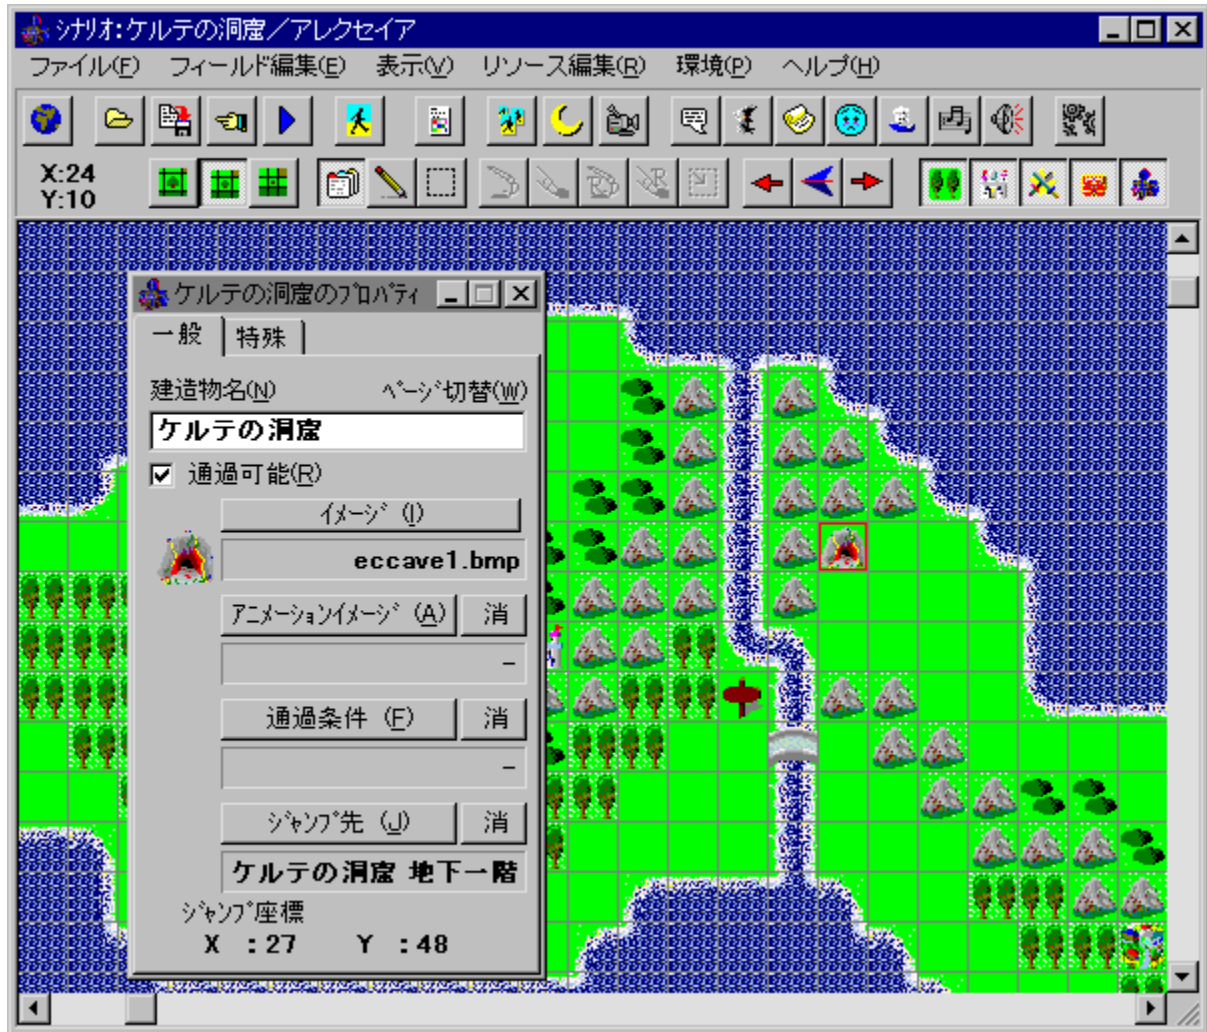 シナリオ:ケルテの洞窟／アレクセイア
ファイル(F) フィールド編集(E) 表示(V) リソース編集(R) 環境(P) ヘルプ(H)
X:24
Y:10
ケルテの洞窟のプロパティ
一般 特殊
建造物名(N) ページ切替(W)
ケルテの洞窟
通過可能(R)
イメージ (I)
eccave1.bmp
アニメーションイメージ (A) 消
–
通過条件 (F) 消
–
ジャンプ先 (J) 消
ケルテの洞窟 地下一階
ジャンプ座標
X :27 Y :48